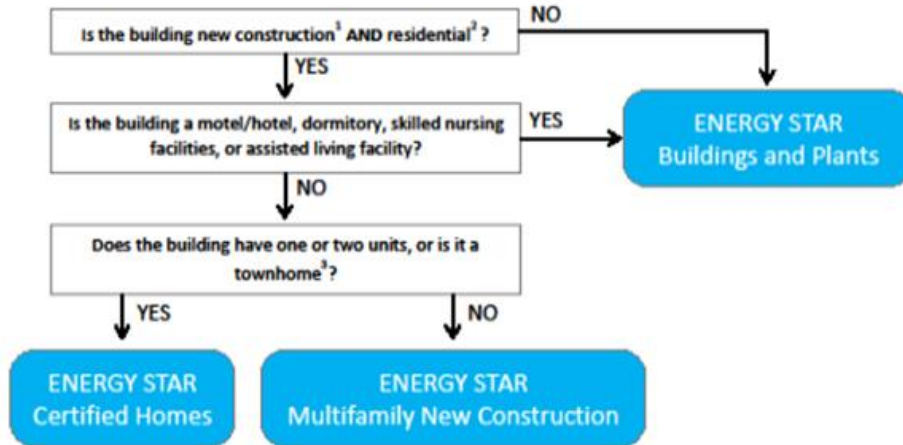 Is the building new construction¹ AND residential²?
NO
YES
Is the building a motel/hotel, dormitory, skilled nursing
facilities, or assisted living facility?
YES
ENERGY STAR
Buildings and Plants
NO
Does the building have one or two units, or is it a
townhome³?
YES
NO
ENERGY STAR
Certified Homes
ENERGY STAR
Multifamily New Construction